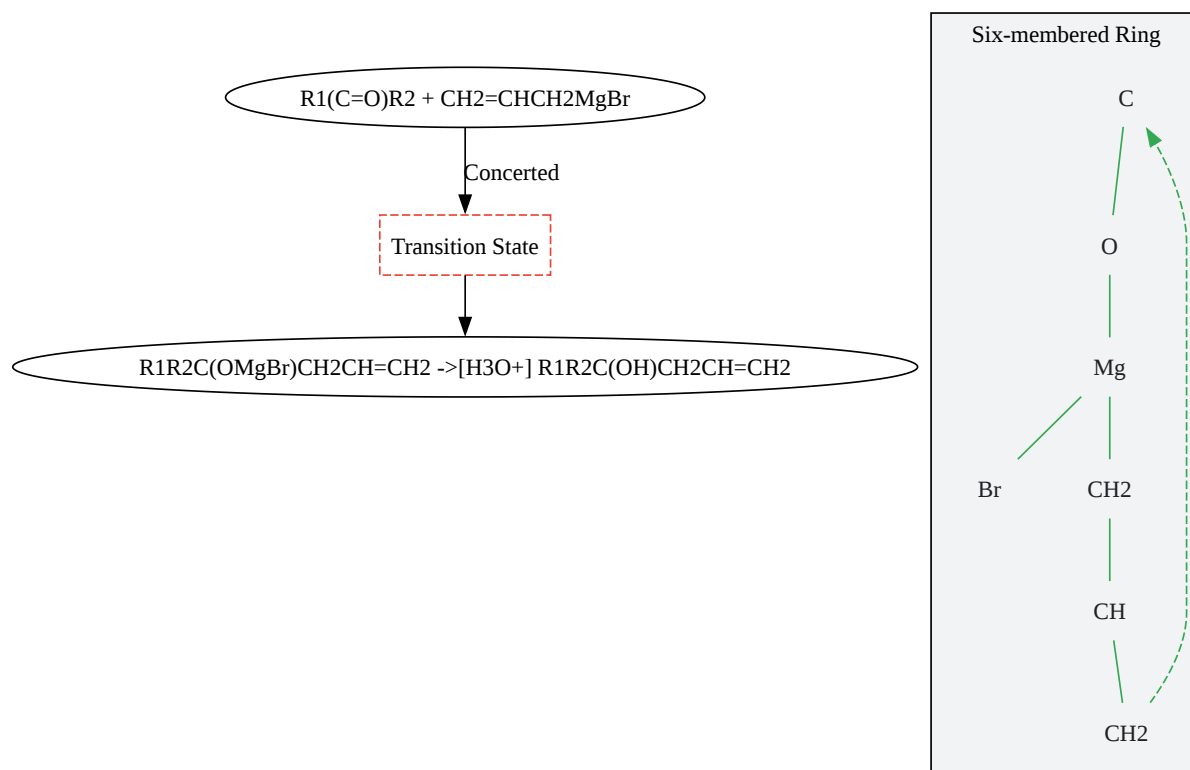 Six-membered Ring
R1(C=O)R2 + CH2=CHCH2MgBr
C
Concerted
Transition State
O
R1R2C(OMgBr)CH2CH=CH2 ->[H3O+] R1R2C(OH)CH2CH=CH2
Mg
Br
CH2
CH
CH2